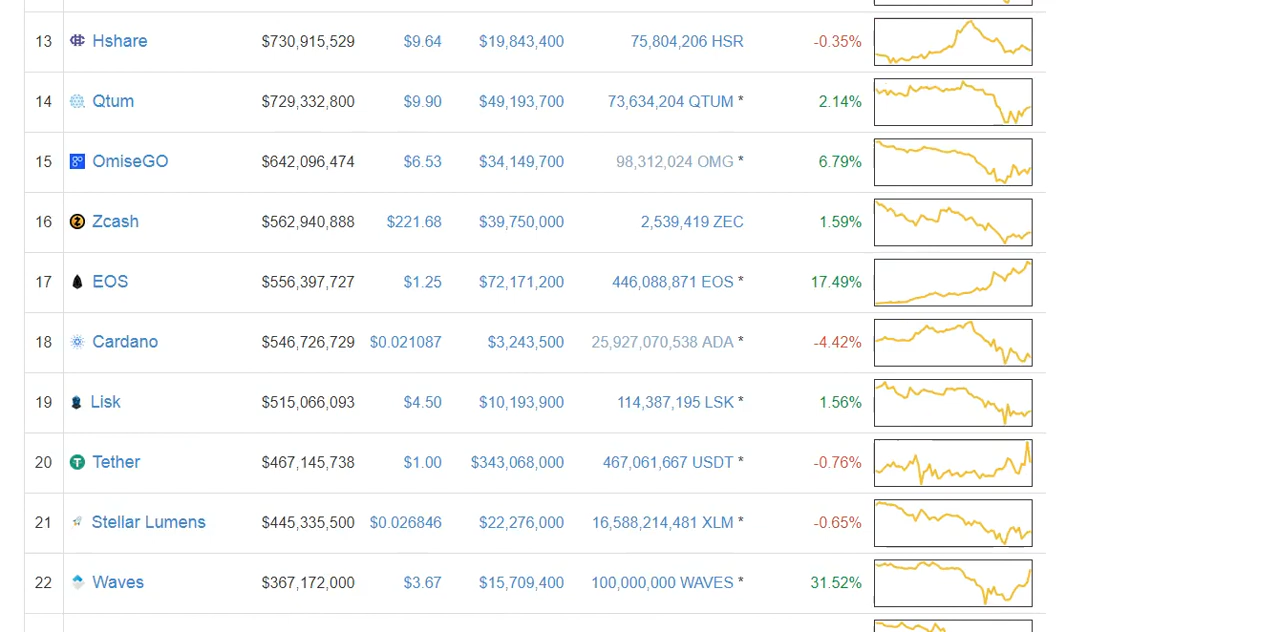 13 Hshare $730,915,529 $9.64 $19,843,400 75,804,206 HSR -0.35%
14 Qtum $729,332,800 $9.90 $49,193,700 73,634,204 QTUM * 2.14%
15 OmiseGO $642,096,474 $6.53 $34,149,700 98,312,024 OMG * 6.79%
16 Zcash $562,940,888 $221.68 $39,750,000 2,539,419 ZEC 1.59%
17 EOS $556,397,727 $1.25 $72,171,200 446,088,871 EOS * 17.49%
18 Cardano $546,726,729 $0.021087 $3,243,500 25,927,070,538 ADA * -4.42%
19 Lisk $515,066,093 $4.50 $10,193,900 114,387,195 LSK * 1.56%
20 Tether $467,145,738 $1.00 $343,068,000 467,061,667 USDT * -0.76%
21 Stellar Lumens $445,335,500 $0.026846 $22,276,000 16,588,214,481 XLM * -0.65%
22 Waves $367,172,000 $3.67 $15,709,400 100,000,000 WAVES * 31.52%